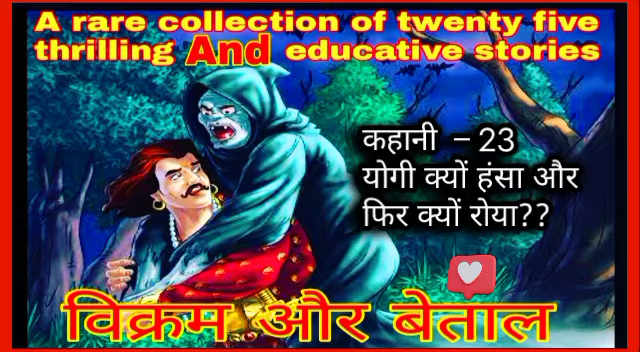 A rare collection of twenty five
thrilling And educative stories
कहानी – 23
योगी क्यों हंसा और
फिर क्यों रोया??
विक्रम और बेताल